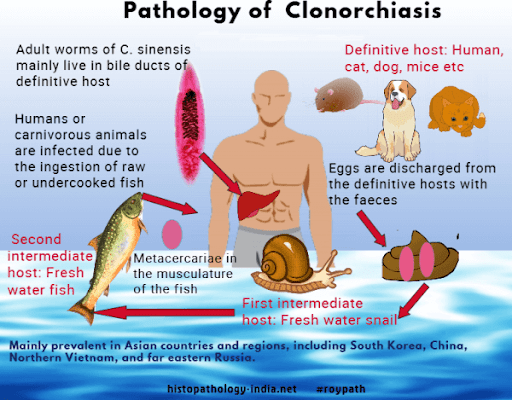 Pathology of Clonorchiasis
Adult worms of C. sinensis
mainly live in bile ducts of
definitive host
Definitive host: Human,
cat, dog, mice etc
Humans or
carnivorous animals
are infected due to
the ingestion of raw
or undercooked fish
Eggs are discharged from
the definitive hosts with
the faeces
Second
intermediate
host: Fresh
water fish
Metacercariae in
the musculature
of the fish
First intermediate
host: Fresh water snail
Mainly prevalent in Asian countries and regions, including South Korea, China,
Northern Vietnam, and far eastern Russia.
histopathology-india.net #roypath